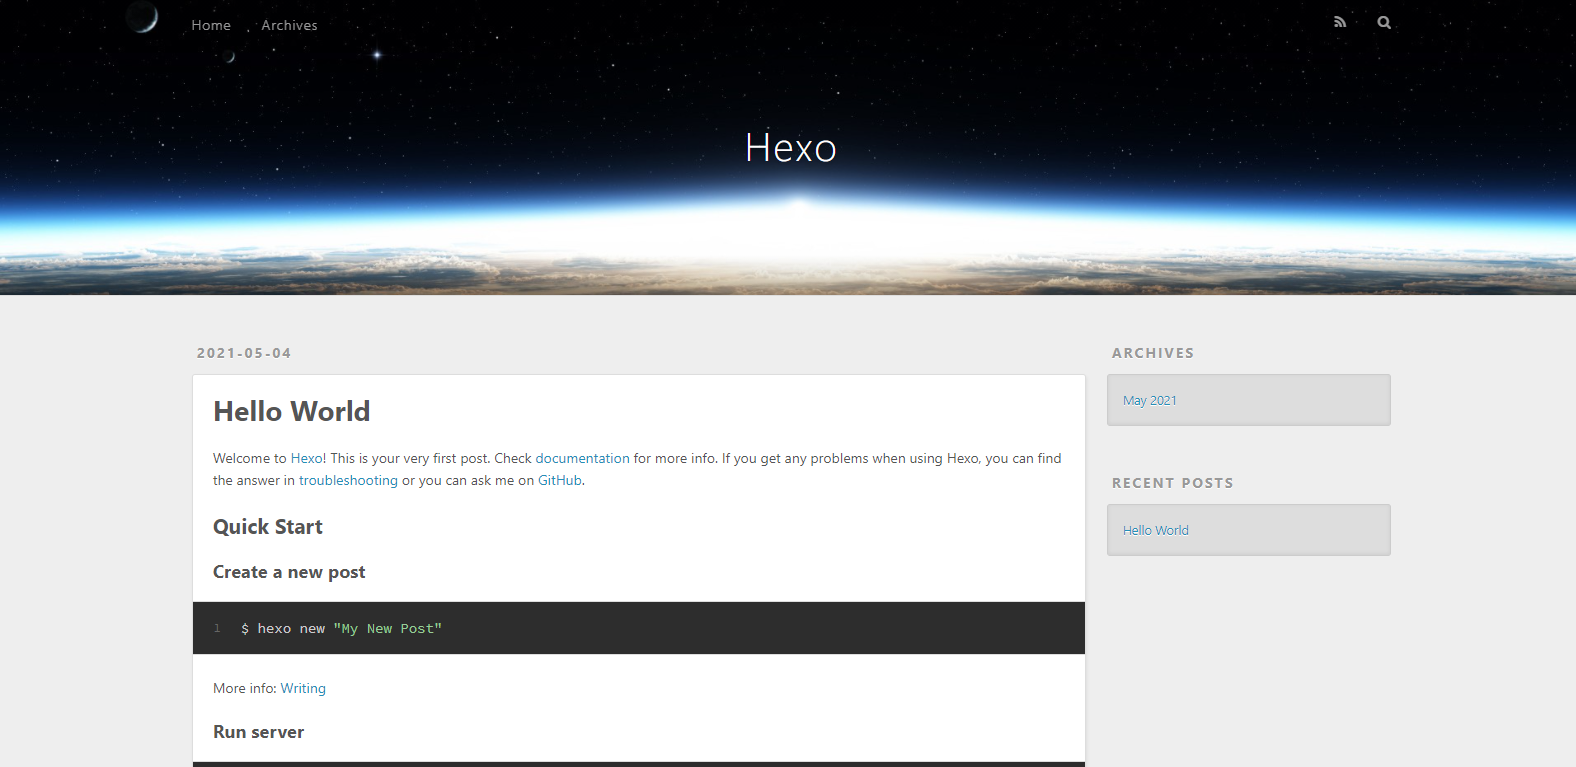 Home Archives
Hexo
2021-05-04
Hello World
Welcome to Hexo! This is your very first post. Check documentation for more info. If you get any problems when using Hexo, you can find
the answer in troubleshooting or you can ask me on GitHub.
Quick Start
Create a new post
1 $ hexo new "My New Post"
More info: Writing
Run server
ARCHIVES
May 2021
RECENT POSTS
Hello World